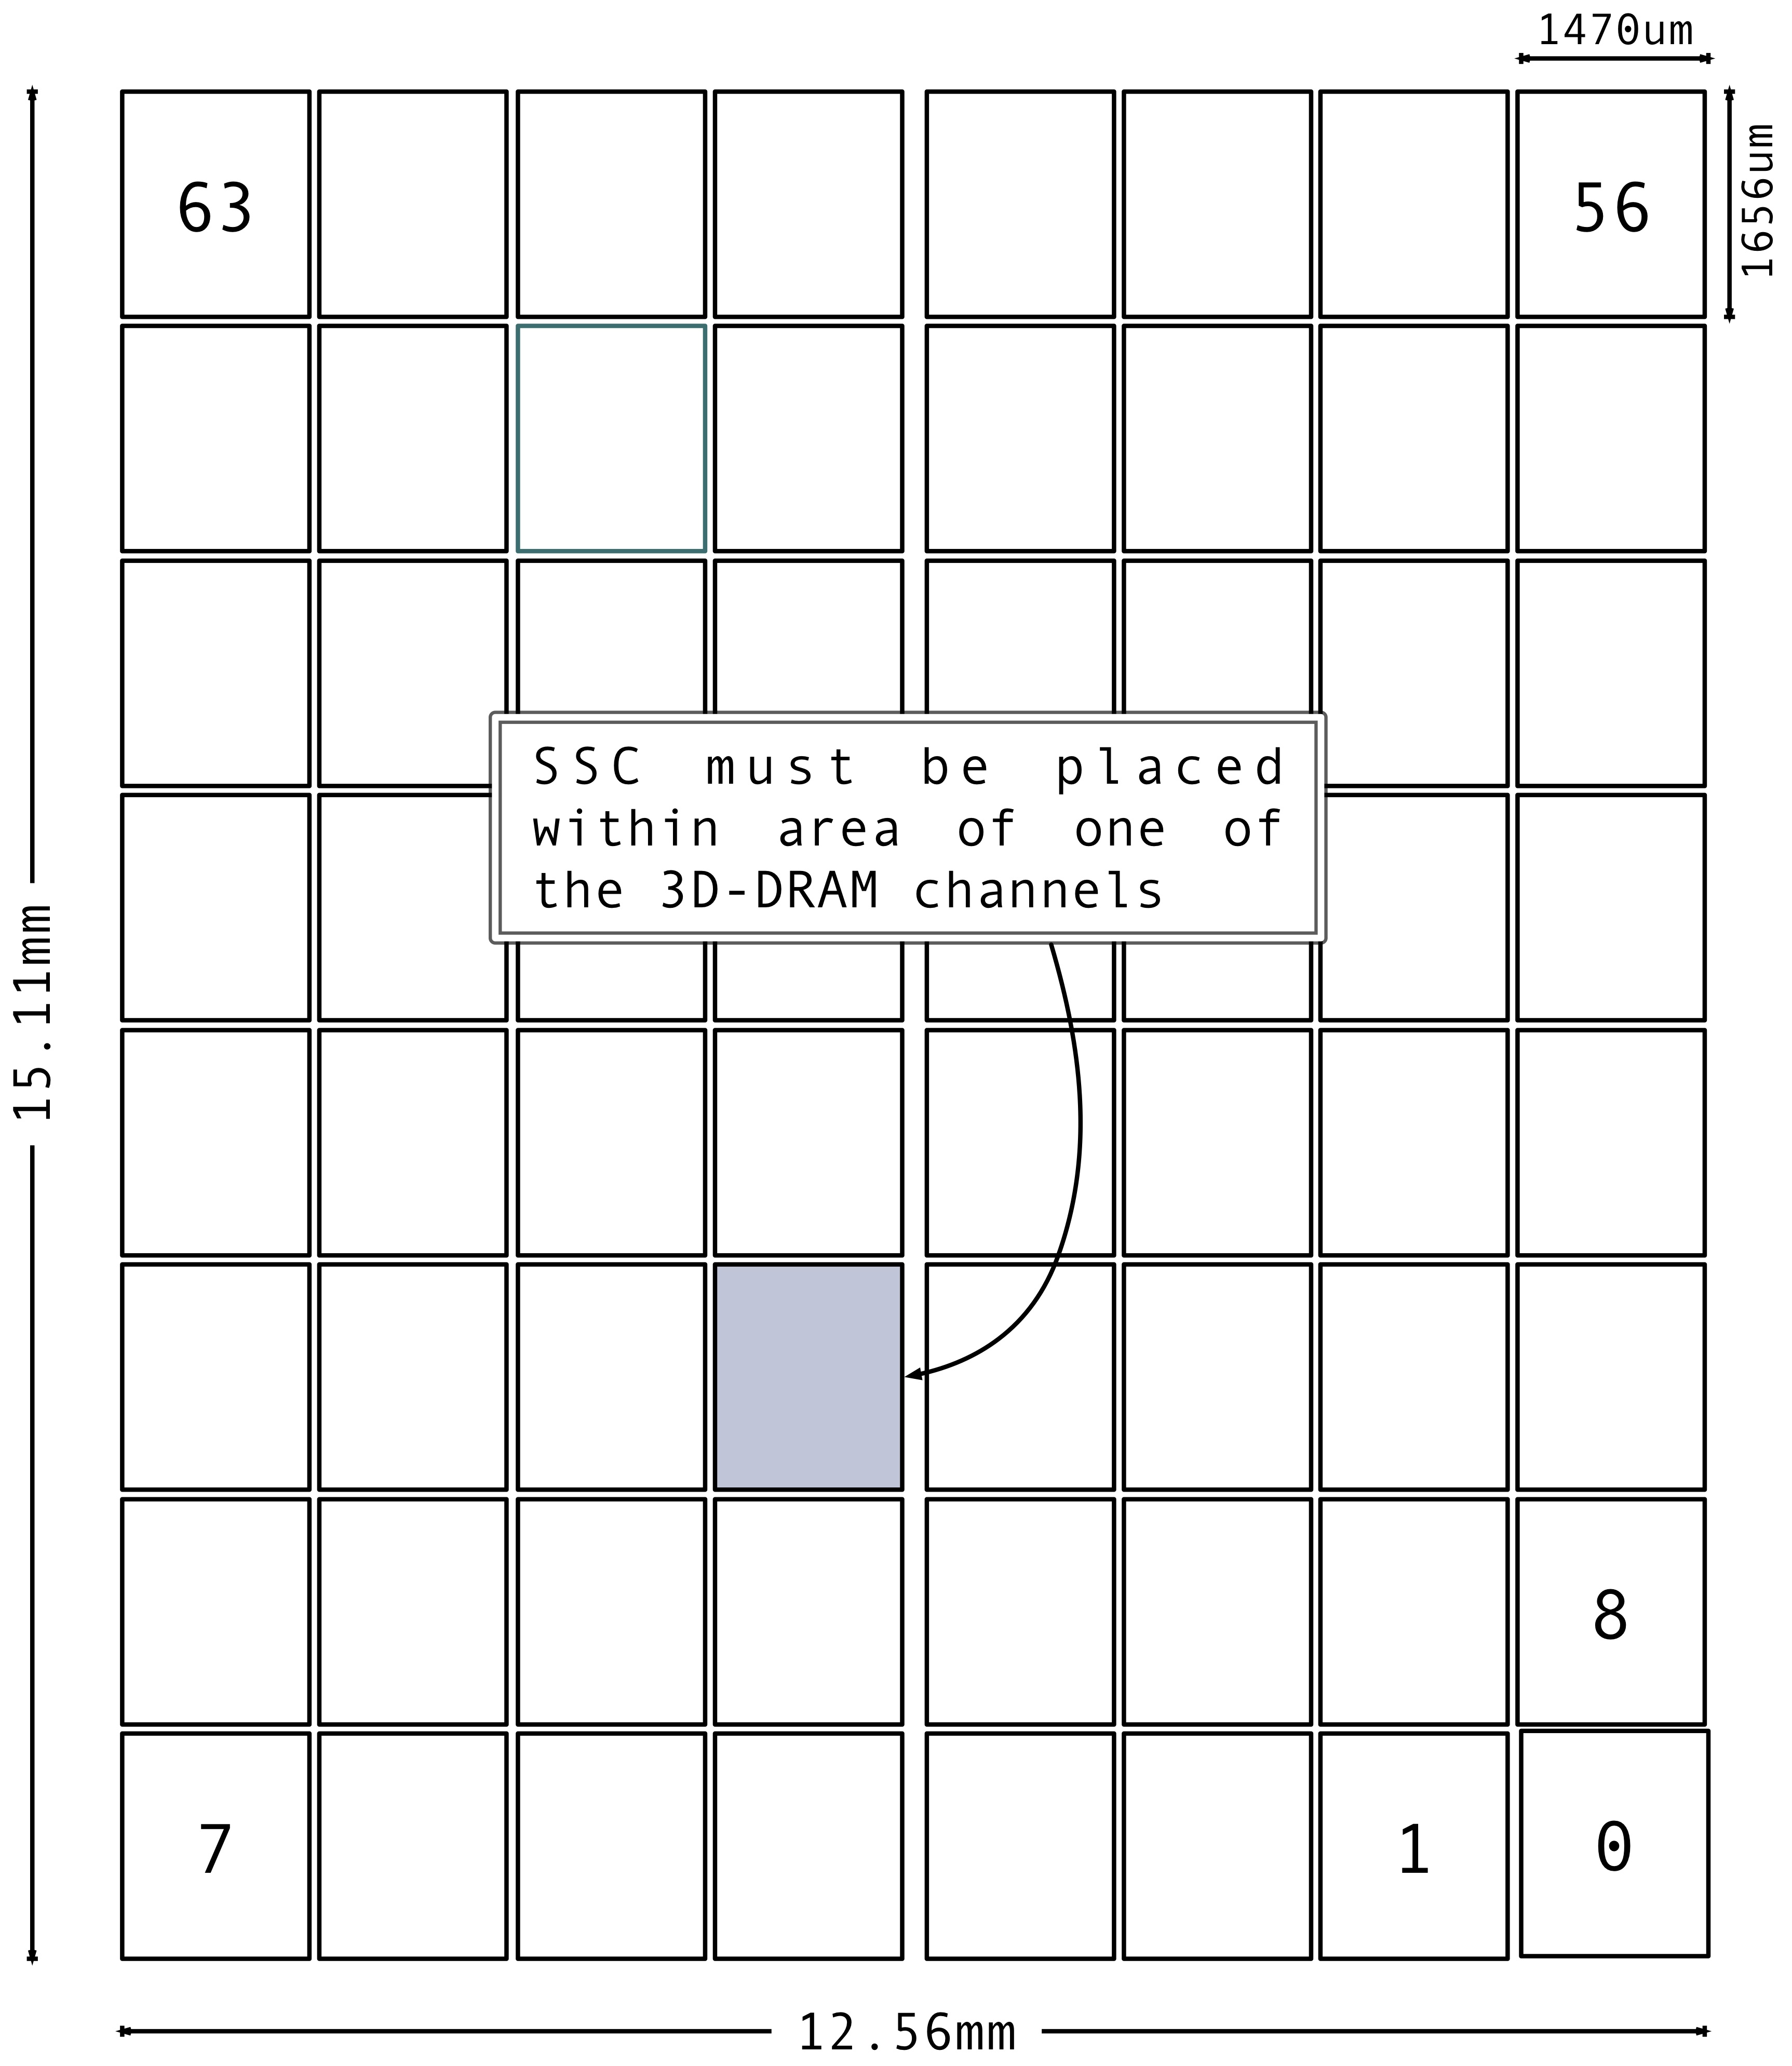 1470um
1656um
63
56
SSC must be placed
within area of one of
the 3D-DRAM channels
15.11mm
8
7
1
0
12.56mm